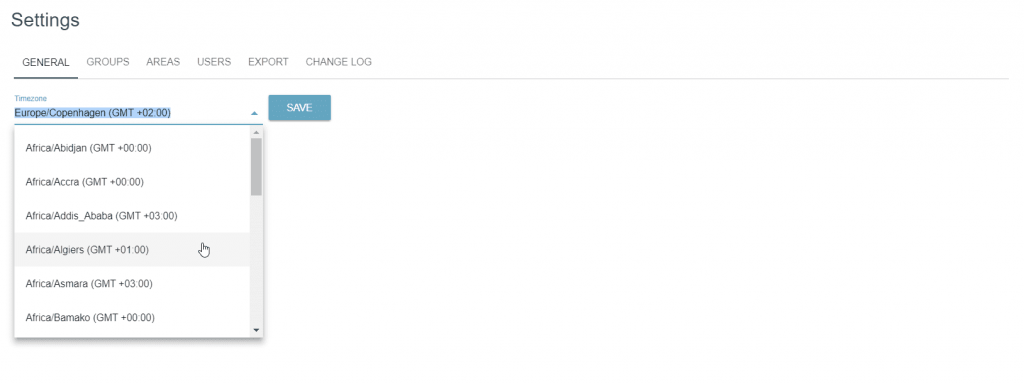 Settings
GENERAL GROUPS AREAS USERS EXPORT CHANGE LOG
Timezone
Europe/Copenhagen (GMT +02:00) SAVE
Africa/Abidjan (GMT +00:00)
Africa/Accra (GMT +00:00)
Africa/Addis_Ababa (GMT +03:00)
Africa/Algiers (GMT +01:00)
Africa/Asmara (GMT +03:00)
Africa/Bamako (GMT +00:00)